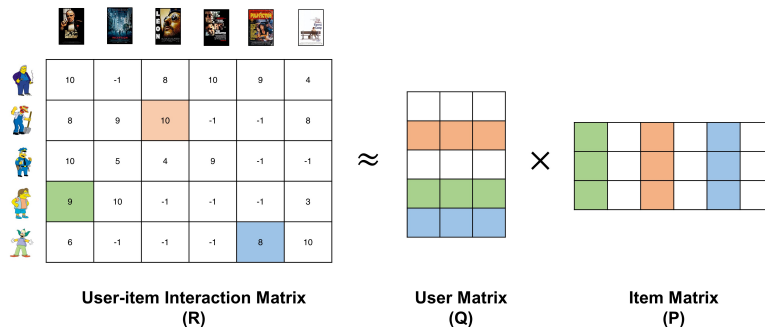 LEON
10 -1 8 10 9 4
8 9 10 -1 -1 8
10 5 4 9 -1 -1
9 10 -1 -1 -1 3
6 -1 -1 -1 8 10
≈ ×
User-item Interaction Matrix
(R)
User Matrix
(Q)
Item Matrix
(P)